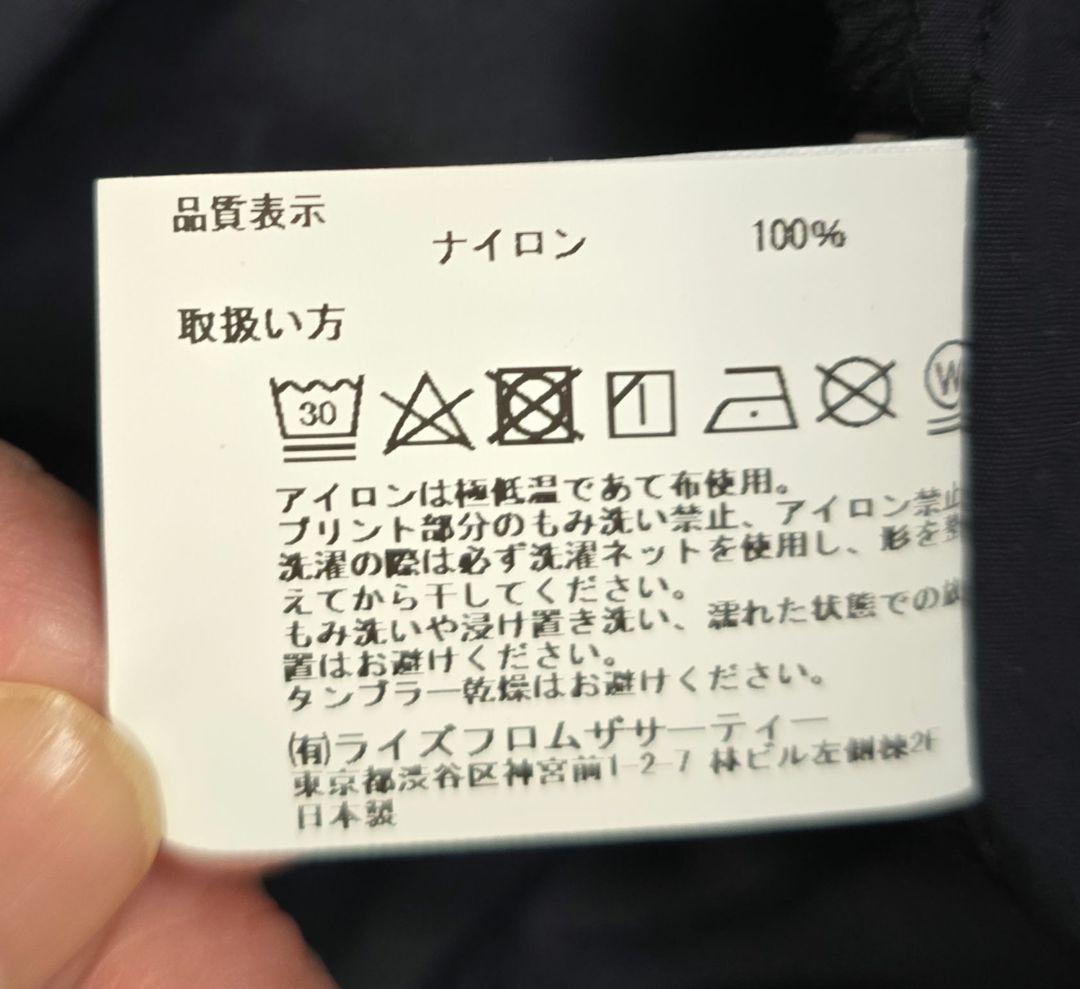 品質表示
ナイロン 100%
取扱い方
30
W
アイロンは極低温であて布使用。
プリント部分のもみ洗い禁止、アイロン禁止
洗濯の際は必ず洗濯ネットを使用し、形を整
えてから干してください。
もみ洗いや浸け置き洗い、濡れた状態での放
置はお避けください。
タンブラー乾燥はお避けください。
㈲ライズフロムザサーティー
東京都渋谷区神宮前1-2-7 林ビル左側棟2F
日本製